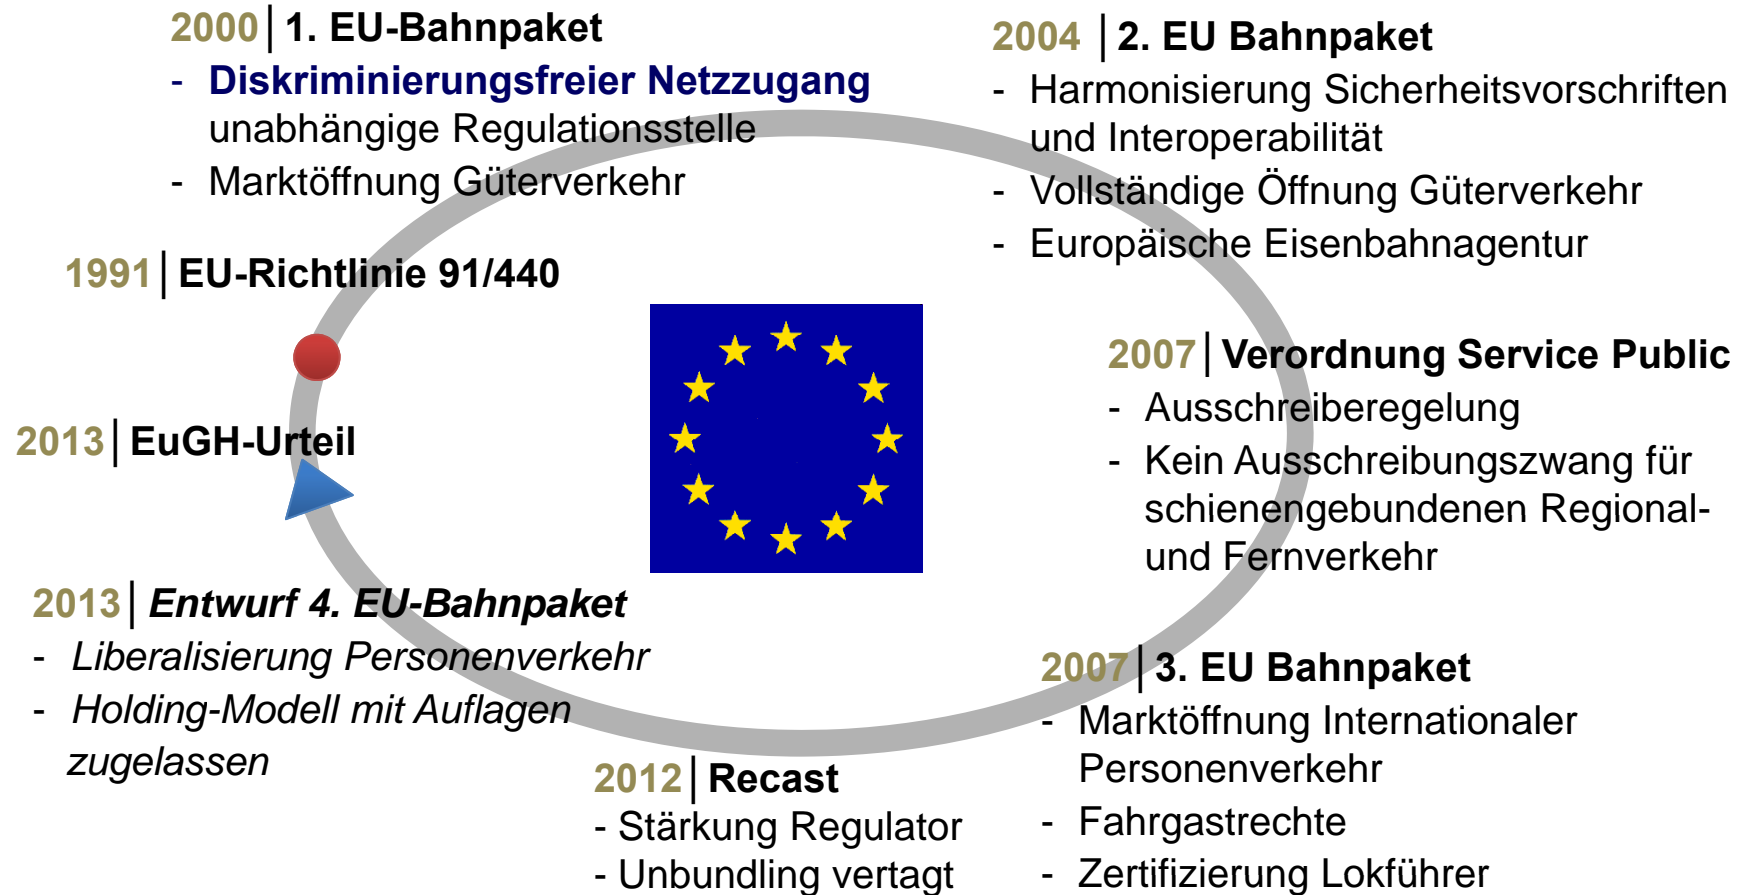 2000 | 1. EU-Bahnpaket
- Diskriminierungsfreier Netzzugang
unabhängige Regulationsstelle
- Marktöffnung Güterverkehr
2004 | 2. EU Bahnpaket
- Harmonisierung Sicherheitsvorschriften
und Interoperabilität
- Vollständige Öffnung Güterverkehr
- Europäische Eisenbahnagentur
1991 | EU-Richtlinie 91/440
2007 | Verordnung Service Public
- Ausschreiberegelung
- Kein Ausschreibungszwang für
schienengebundenen Regional-
und Fernverkehr
2013 | EuGH-Urteil
2013 | Entwurf 4. EU-Bahnpaket
- Liberalisierung Personenverkehr
- Holding-Modell mit Auflagen
zugelassen
2007 | 3. EU Bahnpaket
- Marktöffnung Internationaler
Personenverkehr
- Fahrgastrechte
- Zertifizierung Lokführer
2012 | Recast
- Stärkung Regulator
- Unbundling vertagt